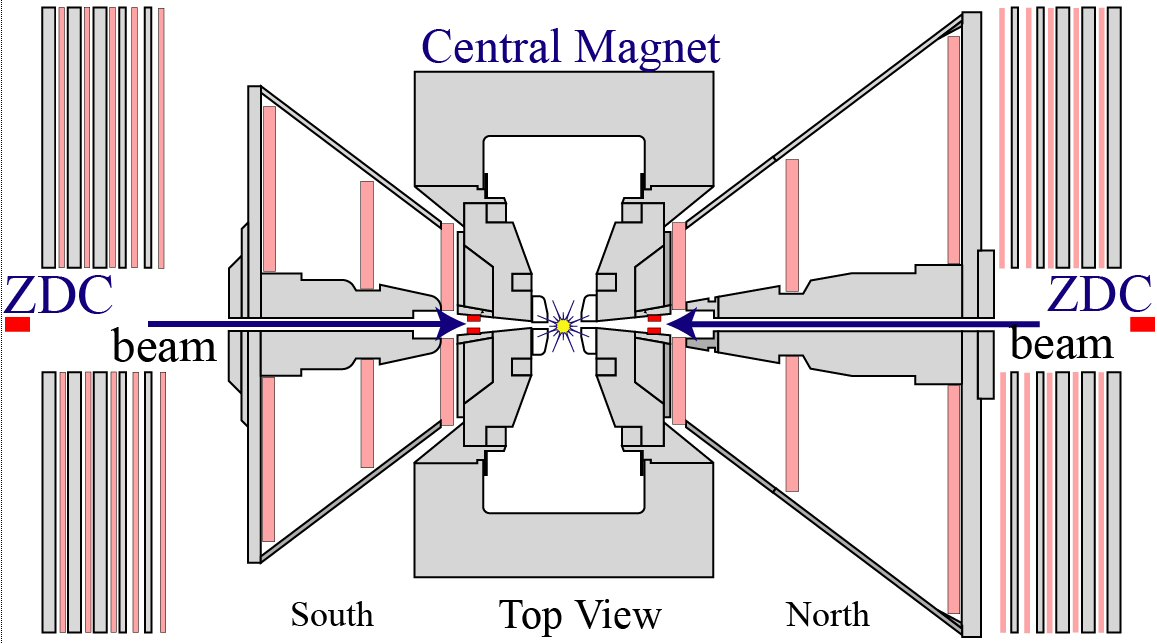 Central Magnet
ZDC
ZDC
beam
beam
South
Top View
North